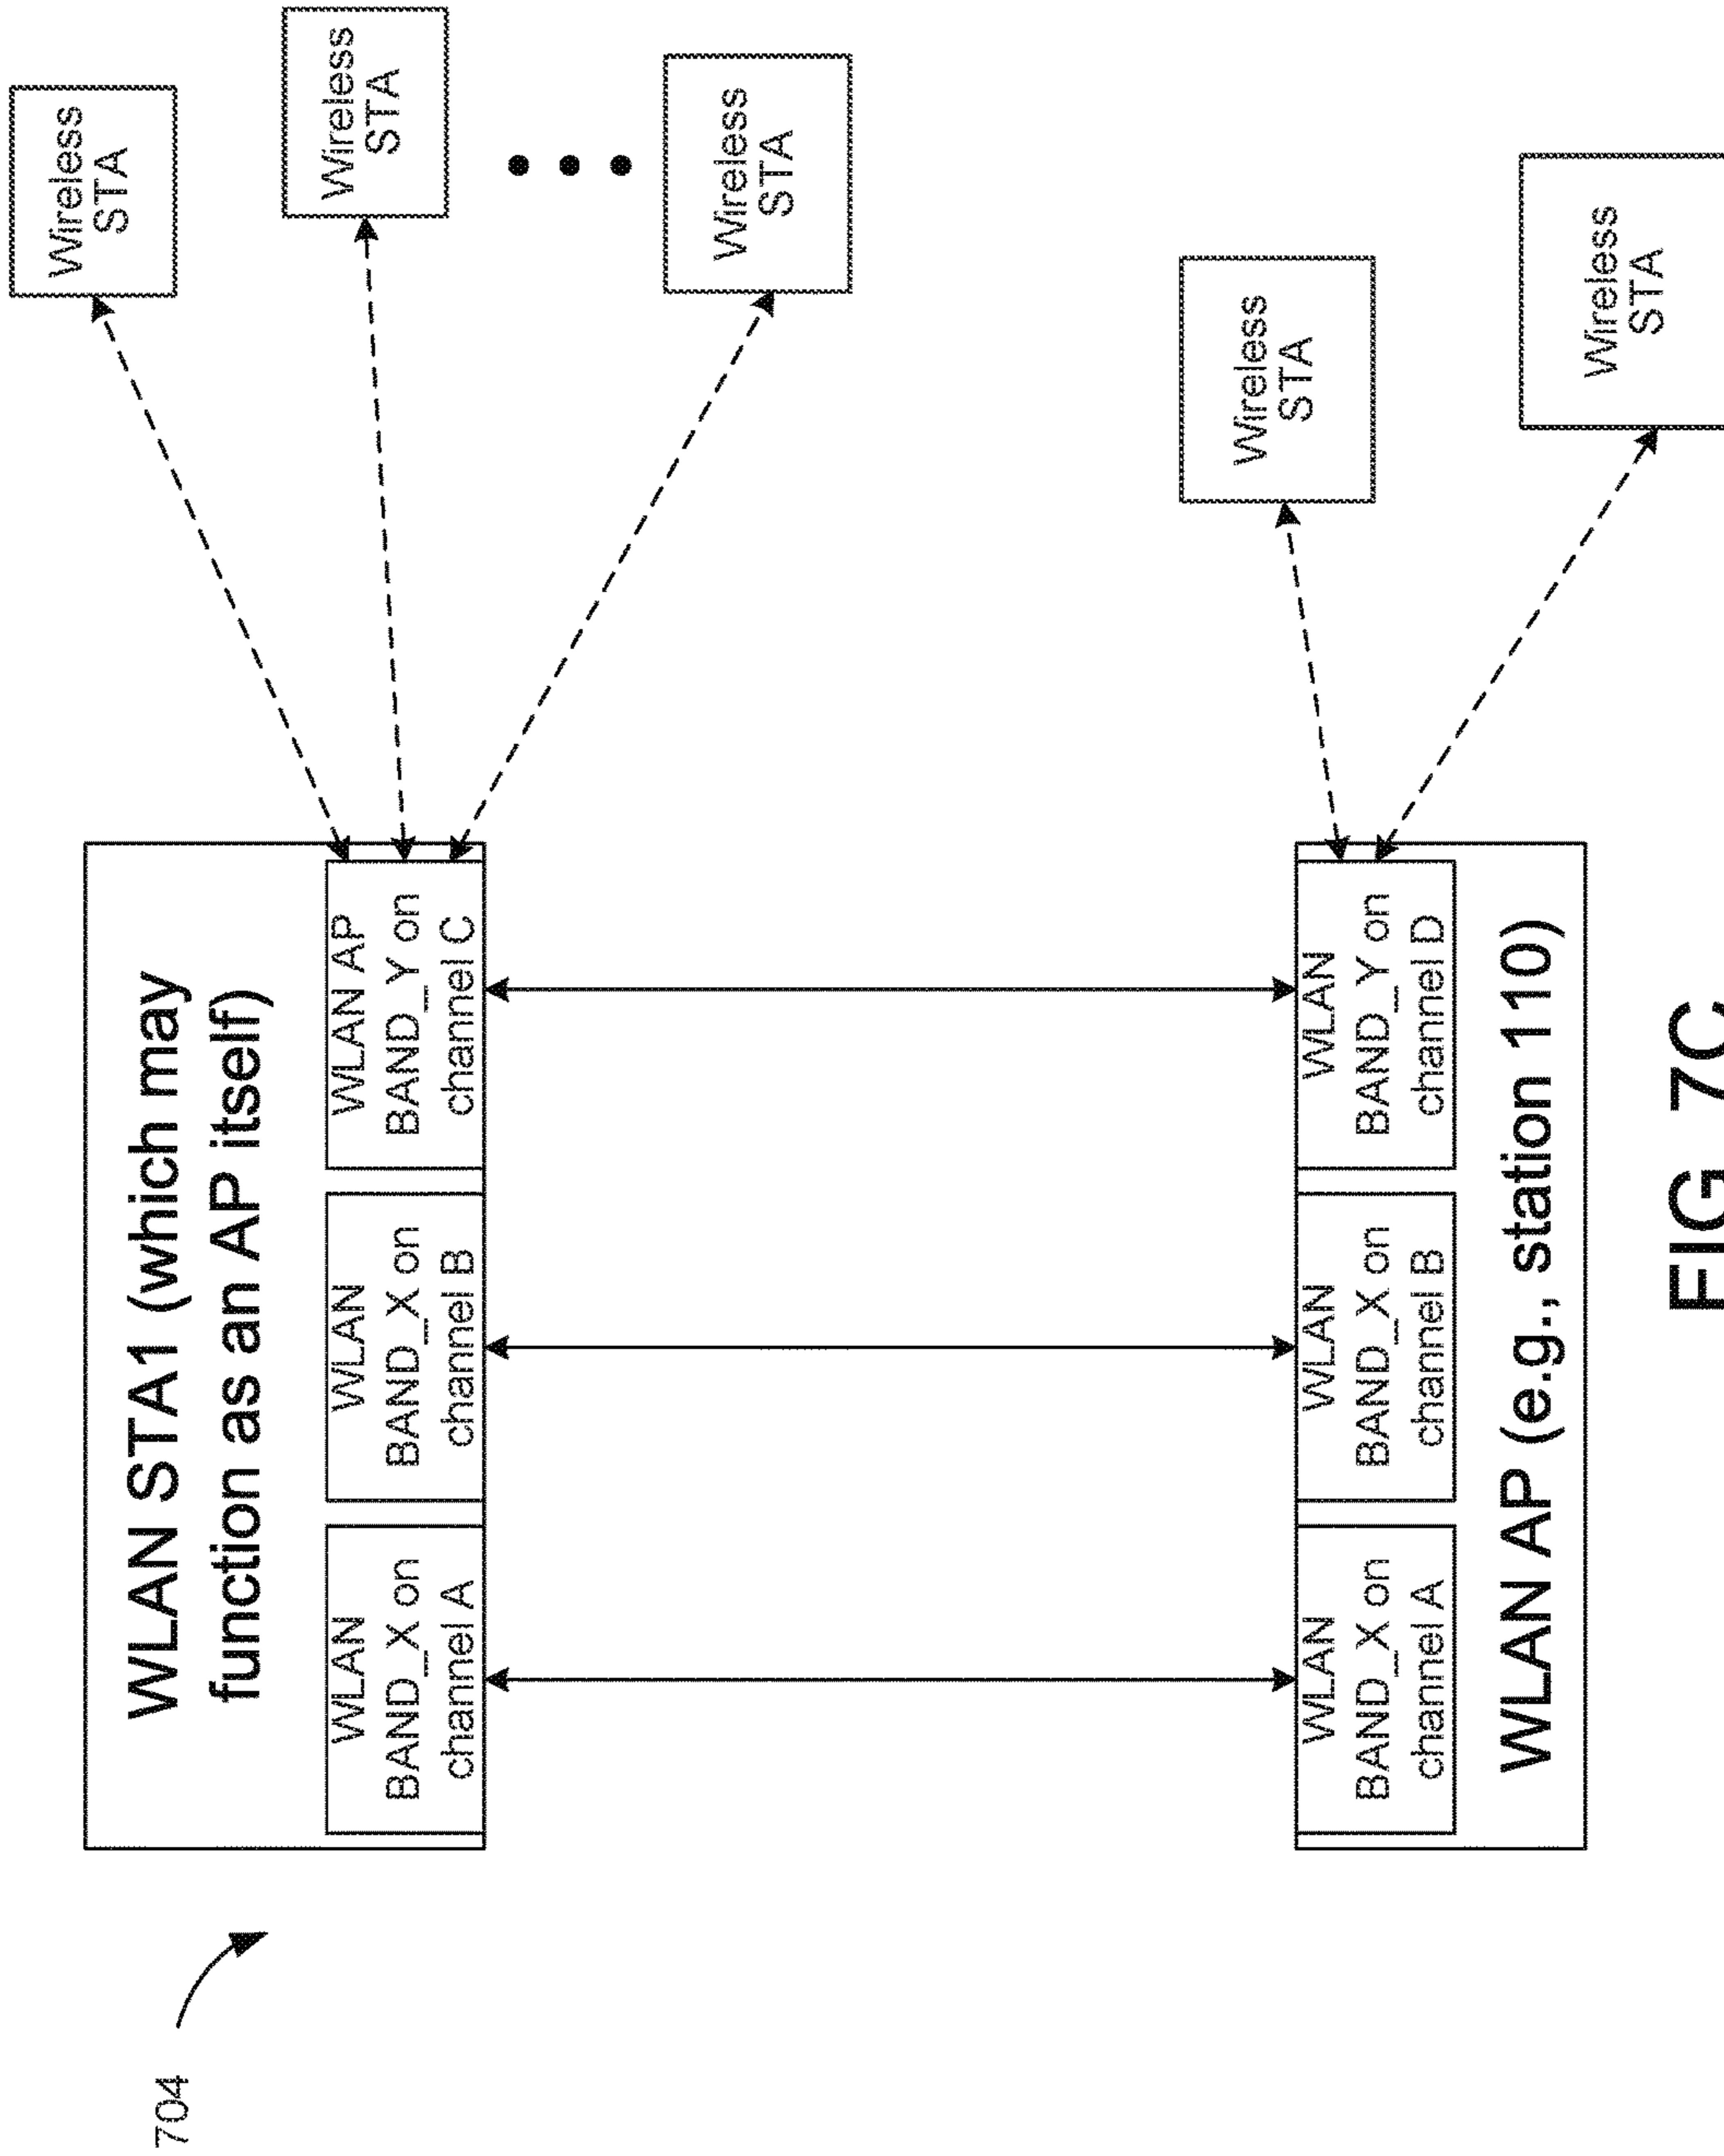 704
WLAN STA1 (which may
function as an AP itself)
WLAN
BAND_X on
channel A
WLAN
BAND_X on
channel B
WLAN AP
BAND_Y on
channel C
Wireless
STA
Wireless
STA
Wireless
STA
WLAN
BAND_X on
channel A
WLAN
BAND_X on
channel B
WLAN
BAND_Y on
channel D
WLAN AP (e.g., station 110)
Wireless
STA
Wireless
STA
FIG. 7C